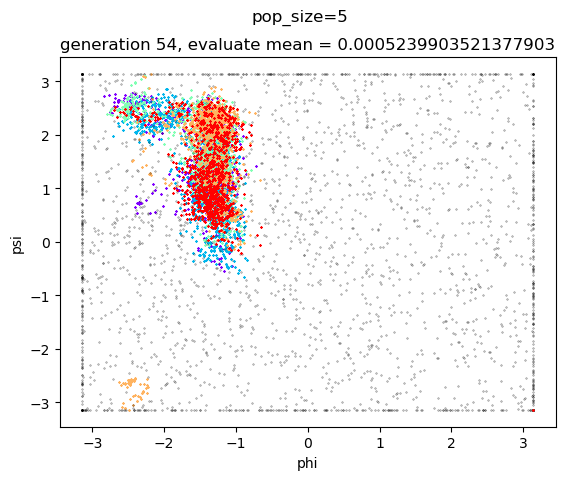 pop_size=5
generation 54, evaluate mean = 0.0005239903521377903
3
2
1
0
−1
−2
−3
psi
−3 −2 −1 0 1 2 3
phi